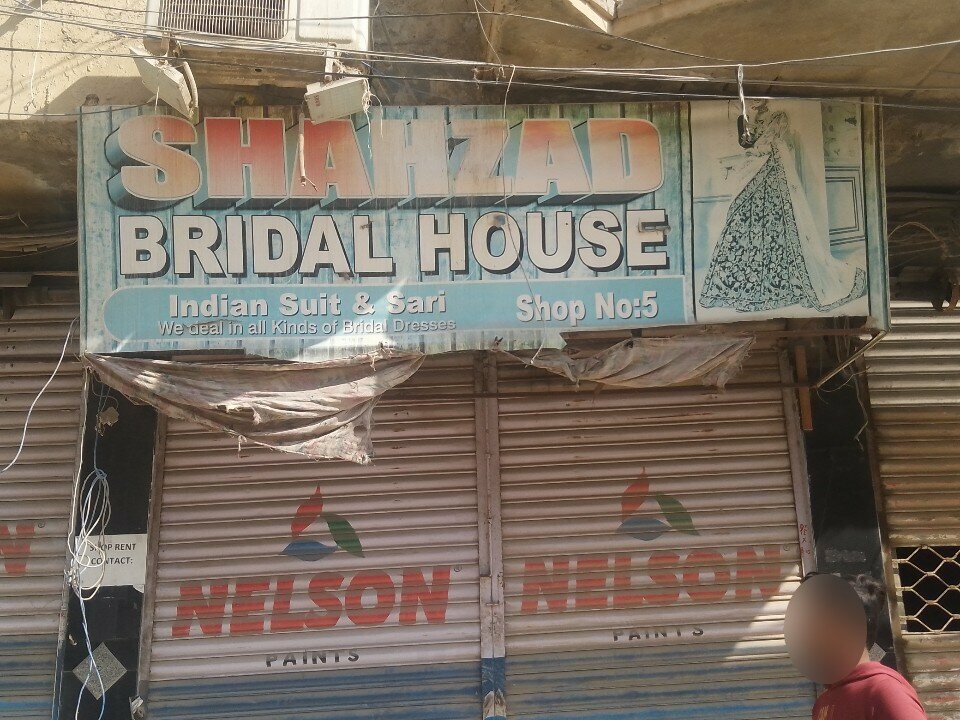 SHAHZAD
BRIDAL HOUSE
Indian Suit & Sari
Shop No:5
We deal in all Kinds of Bridal Dresses
SHOP RENT
CONTACT:
NELSON
PAINTS
NELSON
PAINTS